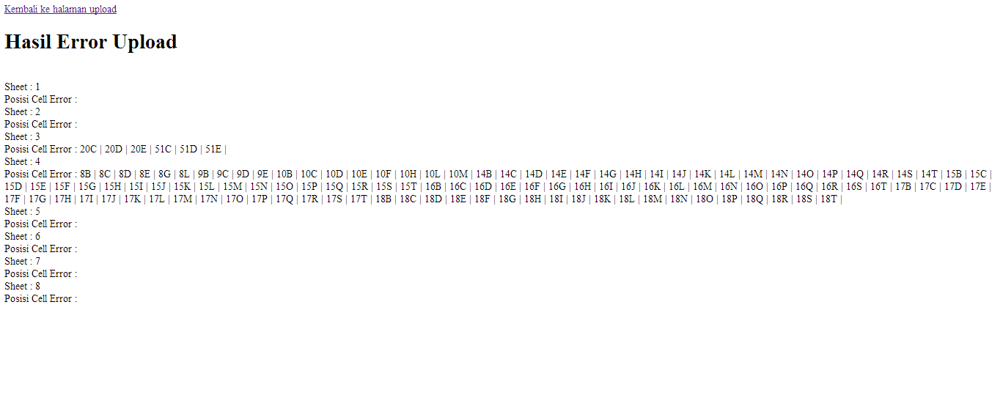 Kembali ke halaman upload
Hasil Error Upload
Sheet : 1
Posisi Cell Error :
Sheet : 2
Posisi Cell Error :
Sheet : 3
Posisi Cell Error : 20C | 20D | 20E | 51C | 51D | 51E |
Sheet : 4
Posisi Cell Error : 8B | 8C | 8D | 8E | 8G | 8L | 9B | 9C | 9D | 9E | 10B | 10C | 10D | 10E | 10F | 10H | 10L | 10M | 14B | 14C | 14D | 14E | 14F | 14G | 14H | 14I | 14J | 14K | 14L | 14M | 14N | 14O | 14P | 14Q | 14R | 14S | 14T | 15B | 15C |
15D | 15E | 15F | 15G | 15H | 15I | 15J | 15K | 15L | 15M | 15N | 15O | 15P | 15Q | 15R | 15S | 15T | 16B | 16C | 16D | 16E | 16F | 16G | 16H | 16I | 16J | 16K | 16L | 16M | 16N | 16O | 16P | 16Q | 16R | 16S | 16T | 17B | 17C | 17D | 17E |
17F | 17G | 17H | 17I | 17J | 17K | 17L | 17M | 17N | 17O | 17P | 17Q | 17R | 17S | 17T | 18B | 18C | 18D | 18E | 18F | 18G | 18H | 18I | 18J | 18K | 18L | 18M | 18N | 18O | 18P | 18Q | 18R | 18S | 18T |
Sheet : 5
Posisi Cell Error :
Sheet : 6
Posisi Cell Error :
Sheet : 7
Posisi Cell Error :
Sheet : 8
Posisi Cell Error :